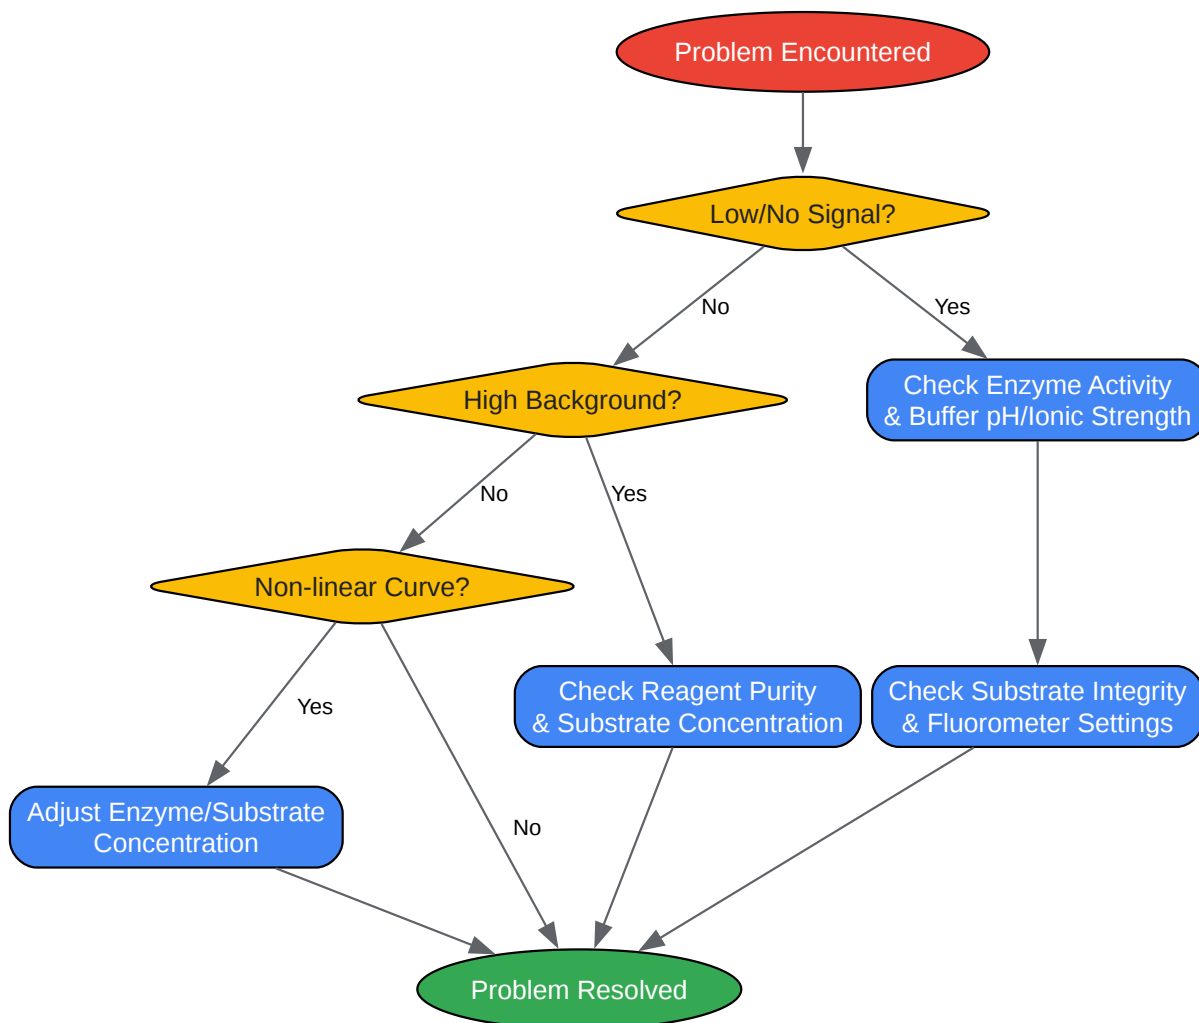 Problem Encountered
Low/No Signal?
No
Yes
High Background?
Check Enzyme Activity
& Buffer pH/Ionic Strength
No
Yes
Non-linear Curve?
Check Reagent Purity
& Substrate Concentration
Check Substrate Integrity
& Fluorometer Settings
Yes
No
Adjust Enzyme/Substrate
Concentration
Problem Resolved